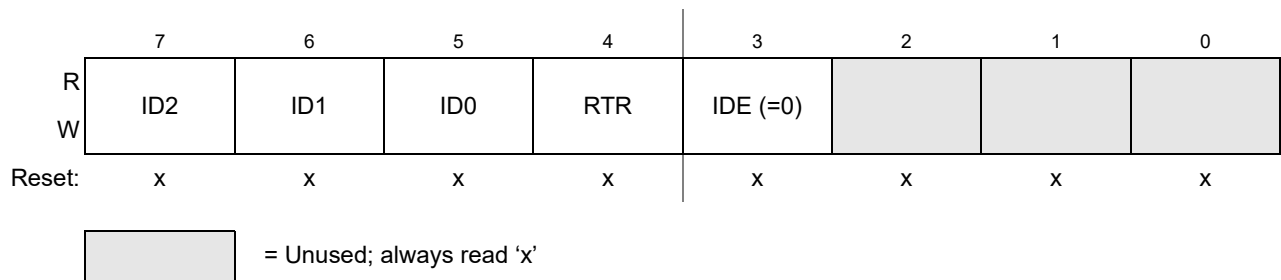 7 6 5 4 3 2 1 0
R
W
ID2 ID1 ID0 RTR IDE (=0)
Reset: x x x x x x x x
= Unused; always read ‘x’